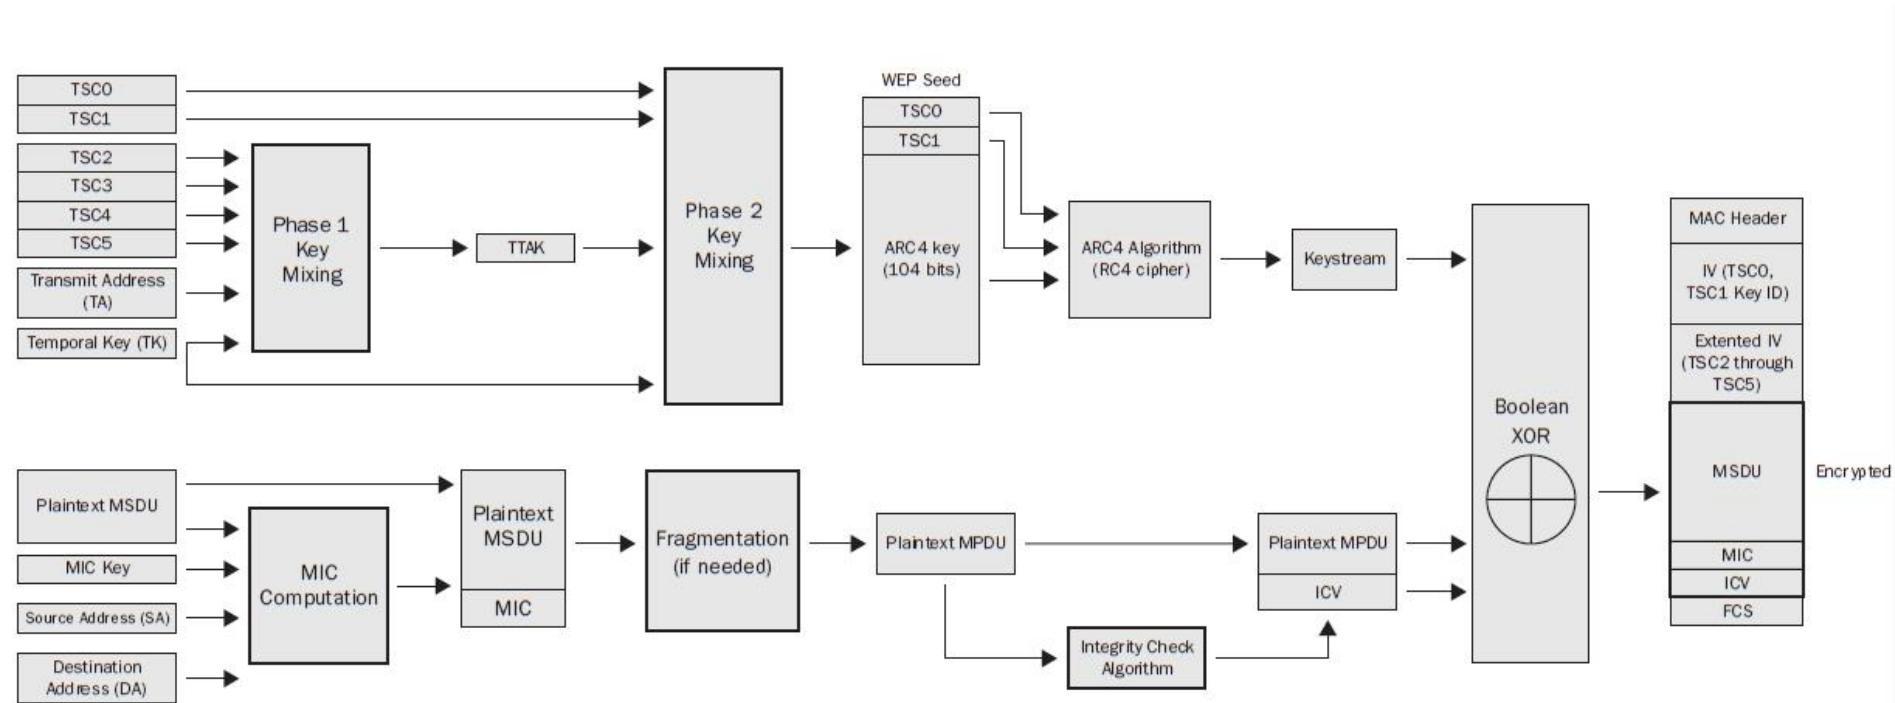 TSC0
TSC1
TSC2
TSC3
TSC4
TSC5
Transmit Address
(TA)
Temporal Key (TK)
Phase 1
Key
Mixing
TTAK
Phase 2
Key
Mixing
WEP Seed
TSC0
TSC1
ARC4 key
(104 bits)
ARC4 Algorithm
(RC4 cipher)
Keystream
Plaintext MSDU
MIC Key
Source Address (SA)
Destination
Address (DA)
MIC
Computation
Plaintext
MSDU
MIC
Fragmentation
(if needed)
Plaintext MPDU
Integrity Check
Algorithm
Plaintext MPDU
ICV
Boolean
XOR
MAC Header
IV (TSC0,
TSC1 Key ID)
Extented IV
(TSC2 through
TSC5)
MSDU
MIC
ICV
FCS
Encrypted